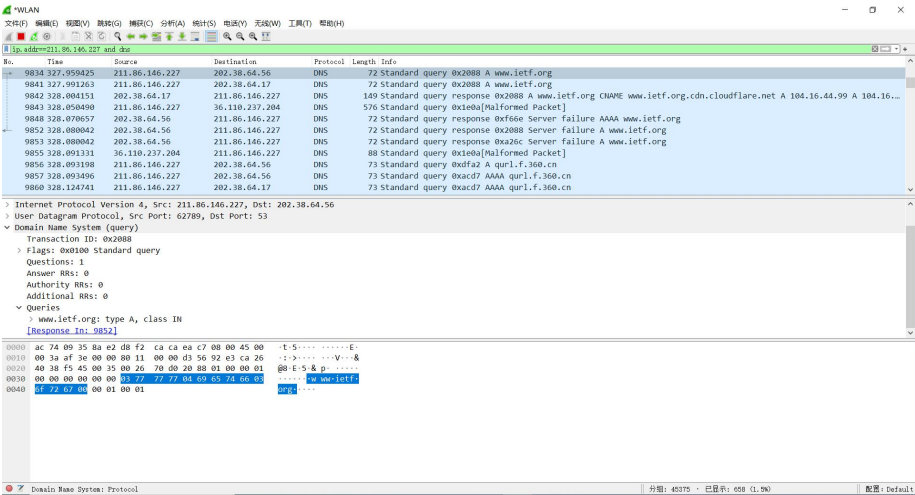 *WLAN
文件(F) 编辑(E) 视图(V) 跳转(G) 捕获(C) 分析(A) 统计(S) 电话(Y) 无线(W) 工具(T) 帮助(H)
ip.addr==211.86.146.227 and dns
No. Time Source Destination Protocol Length Info
9834 327.959425 211.86.146.227 202.38.64.56 DNS 72 Standard query 0x2088 A www.ietf.org
9841 327.991263 211.86.146.227 202.38.64.17 DNS 72 Standard query 0x2088 A www.ietf.org
9842 328.004151 202.38.64.17 211.86.146.227 DNS 149 Standard query response 0x2088 A www.ietf.org CNAME www.ietf.org.cdn.cloudflare.net A 104.16.44.99 A 104.16.…
9843 328.050490 211.86.146.227 36.110.237.204 DNS 576 Standard query 0x1e0a[Malformed Packet]
9848 328.070657 202.38.64.56 211.86.146.227 DNS 72 Standard query response 0xf66e Server failure AAAA www.ietf.org
9852 328.080042 202.38.64.56 211.86.146.227 DNS 72 Standard query response 0x2088 Server failure A www.ietf.org
9853 328.080042 202.38.64.56 211.86.146.227 DNS 72 Standard query response 0xa26c Server failure A www.ietf.org
9855 328.091331 36.110.237.204 211.86.146.227 DNS 88 Standard query 0x1e0a[Malformed Packet]
9856 328.093198 211.86.146.227 202.38.64.56 DNS 73 Standard query 0xdfa2 A qurl.f.360.cn
9857 328.093496 211.86.146.227 202.38.64.56 DNS 73 Standard query 0xacd7 AAAA qurl.f.360.cn
9860 328.124741 211.86.146.227 202.38.64.17 DNS 73 Standard query 0xacd7 AAAA qurl.f.360.cn
Internet Protocol Version 4, Src: 211.86.146.227, Dst: 202.38.64.56
User Datagram Protocol, Src Port: 62789, Dst Port: 53
Domain Name System (query)
Transaction ID: 0x2088
Flags: 0x0100 Standard query
Questions: 1
Answer RRs: 0
Authority RRs: 0
Additional RRs: 0
Queries
www.ietf.org: type A, class IN
[Response In: 9852]
0000 ac 74 09 35 8a e2 d8 f2 ca ca ea c7 08 00 45 00 ·t·5···· ······E·
0010 00 3a af 3e 00 00 80 11 00 00 d3 56 92 e3 ca 26 ·:·>···· ···V···&
0020 40 38 f5 45 00 35 00 26 70 d0 20 88 01 00 00 01 @8·E·5·& p· ·····
0030 00 00 00 00 00 00 03 77 77 77 04 69 65 74 66 03 ·······w ww·ietf·
0040 6f 72 67 00 00 01 00 01 org·····
Domain Name System: Protocol 分组: 45375 · 已显示: 658 (1.5%) 配置: Default